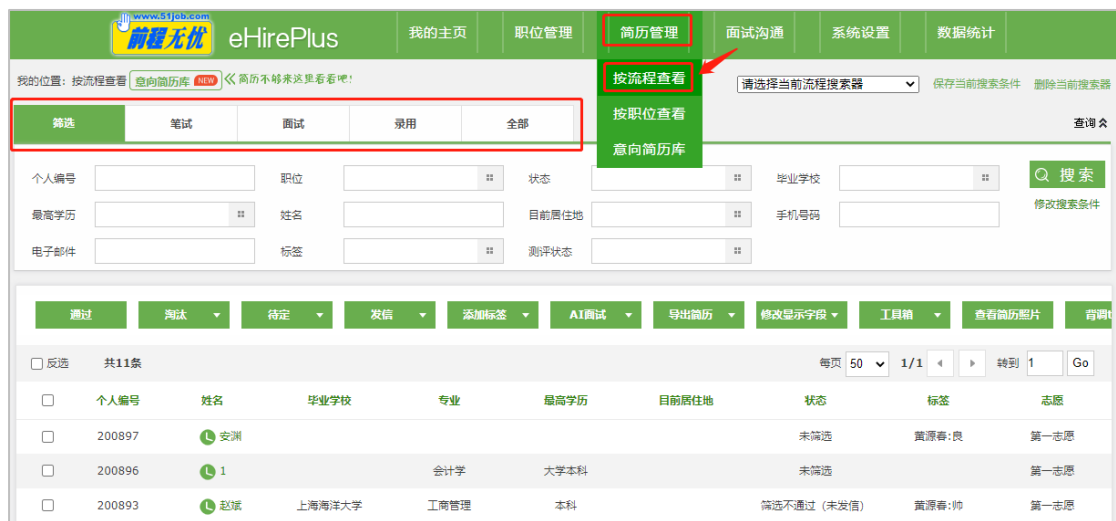 www.51job.com
前程无忧 eHirePlus 我的主页 职位管理 简历管理 面试沟通 系统设置 数据统计
我的位置：按流程查看 意向简历库 NEW 《 简历不够来这里看看吧！ 按流程查看 请选择当前流程搜索器 保存当前搜索条件 删除当前搜索器
筛选 笔试 面试 录用 全部 按职位查看 查询
意向简历库
个人编号 职位 状态 毕业学校 搜索
最高学历 姓名 目前居住地 手机号码 修改搜索条件
电子邮件 标签 测评状态
通过 淘汰 待定 发信 添加标签 AI面试 导出简历 修改显示字段 工具箱 查看简历照片 背调
反选 共11条 每页 50 1/1 转到 1 Go
个人编号 姓名 毕业学校 专业 最高学历 目前居住地 状态 标签 志愿
200897 安渊 未筛选 黄源春:良 第一志愿
200896 1 会计学 大学本科 未筛选 第一志愿
200893 赵斌 上海海洋大学 工商管理 本科 筛选不通过（未发信） 黄源春:帅 第一志愿